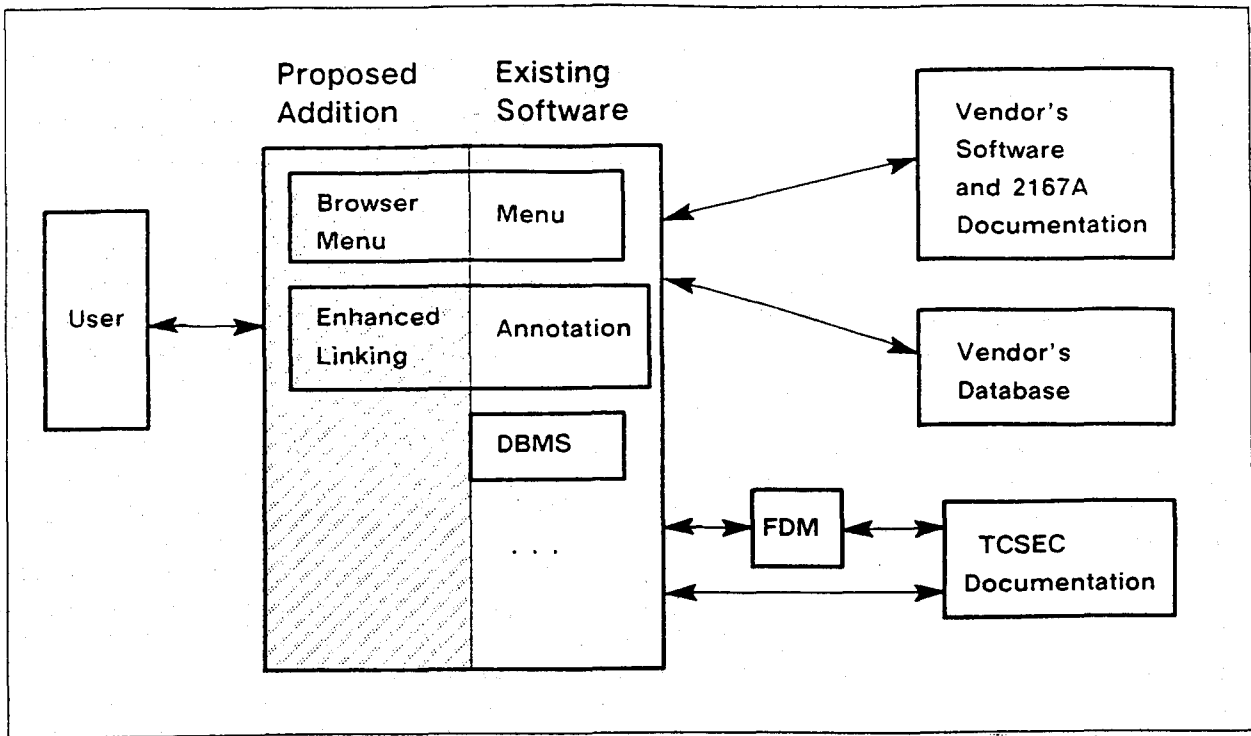 Proposed
Addition
Existing
Software
User
Browser
Menu
Menu
Enhanced
Linking
Annotation
DBMS
. . .
Vendor's
Software
and 2167A
Documentation
Vendor's
Database
FDM
TCSEC
Documentation